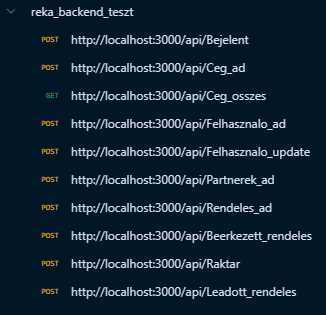 reka_backend_teszt
POST http://localhost:3000/api/Bejelent
POST http://localhost:3000/api/Ceg_ad
GET http://localhost:3000/api/Ceg_osszes
POST http://localhost:3000/api/Felhasznalo_ad
POST http://localhost:3000/api/Felhasznalo_update
POST http://localhost:3000/api/Partnerek_ad
POST http://localhost:3000/api/Rendeles_ad
POST http://localhost:3000/api/Beerkezett_rendeles
POST http://localhost:3000/api/Raktar
POST http://localhost:3000/api/Leadott_rendeles